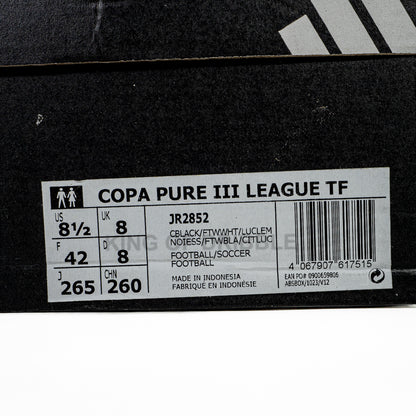 COPA PURE III LEAGUE TF
US
8½
UK
8
F
42
D
8
J
265
CHN
260
JR2852
CBLACK/FTWWHT/LUCLEM
NOIESS/FTWBLA/CITLUC
FOOTBALL/SOCCER
FOOTBALL
MADE IN INDONESIA
FABRIQUÉ EN INDONÉSIE
4 067907 617515
EAN PO# 0900659806
ABSBOX/1023/V12